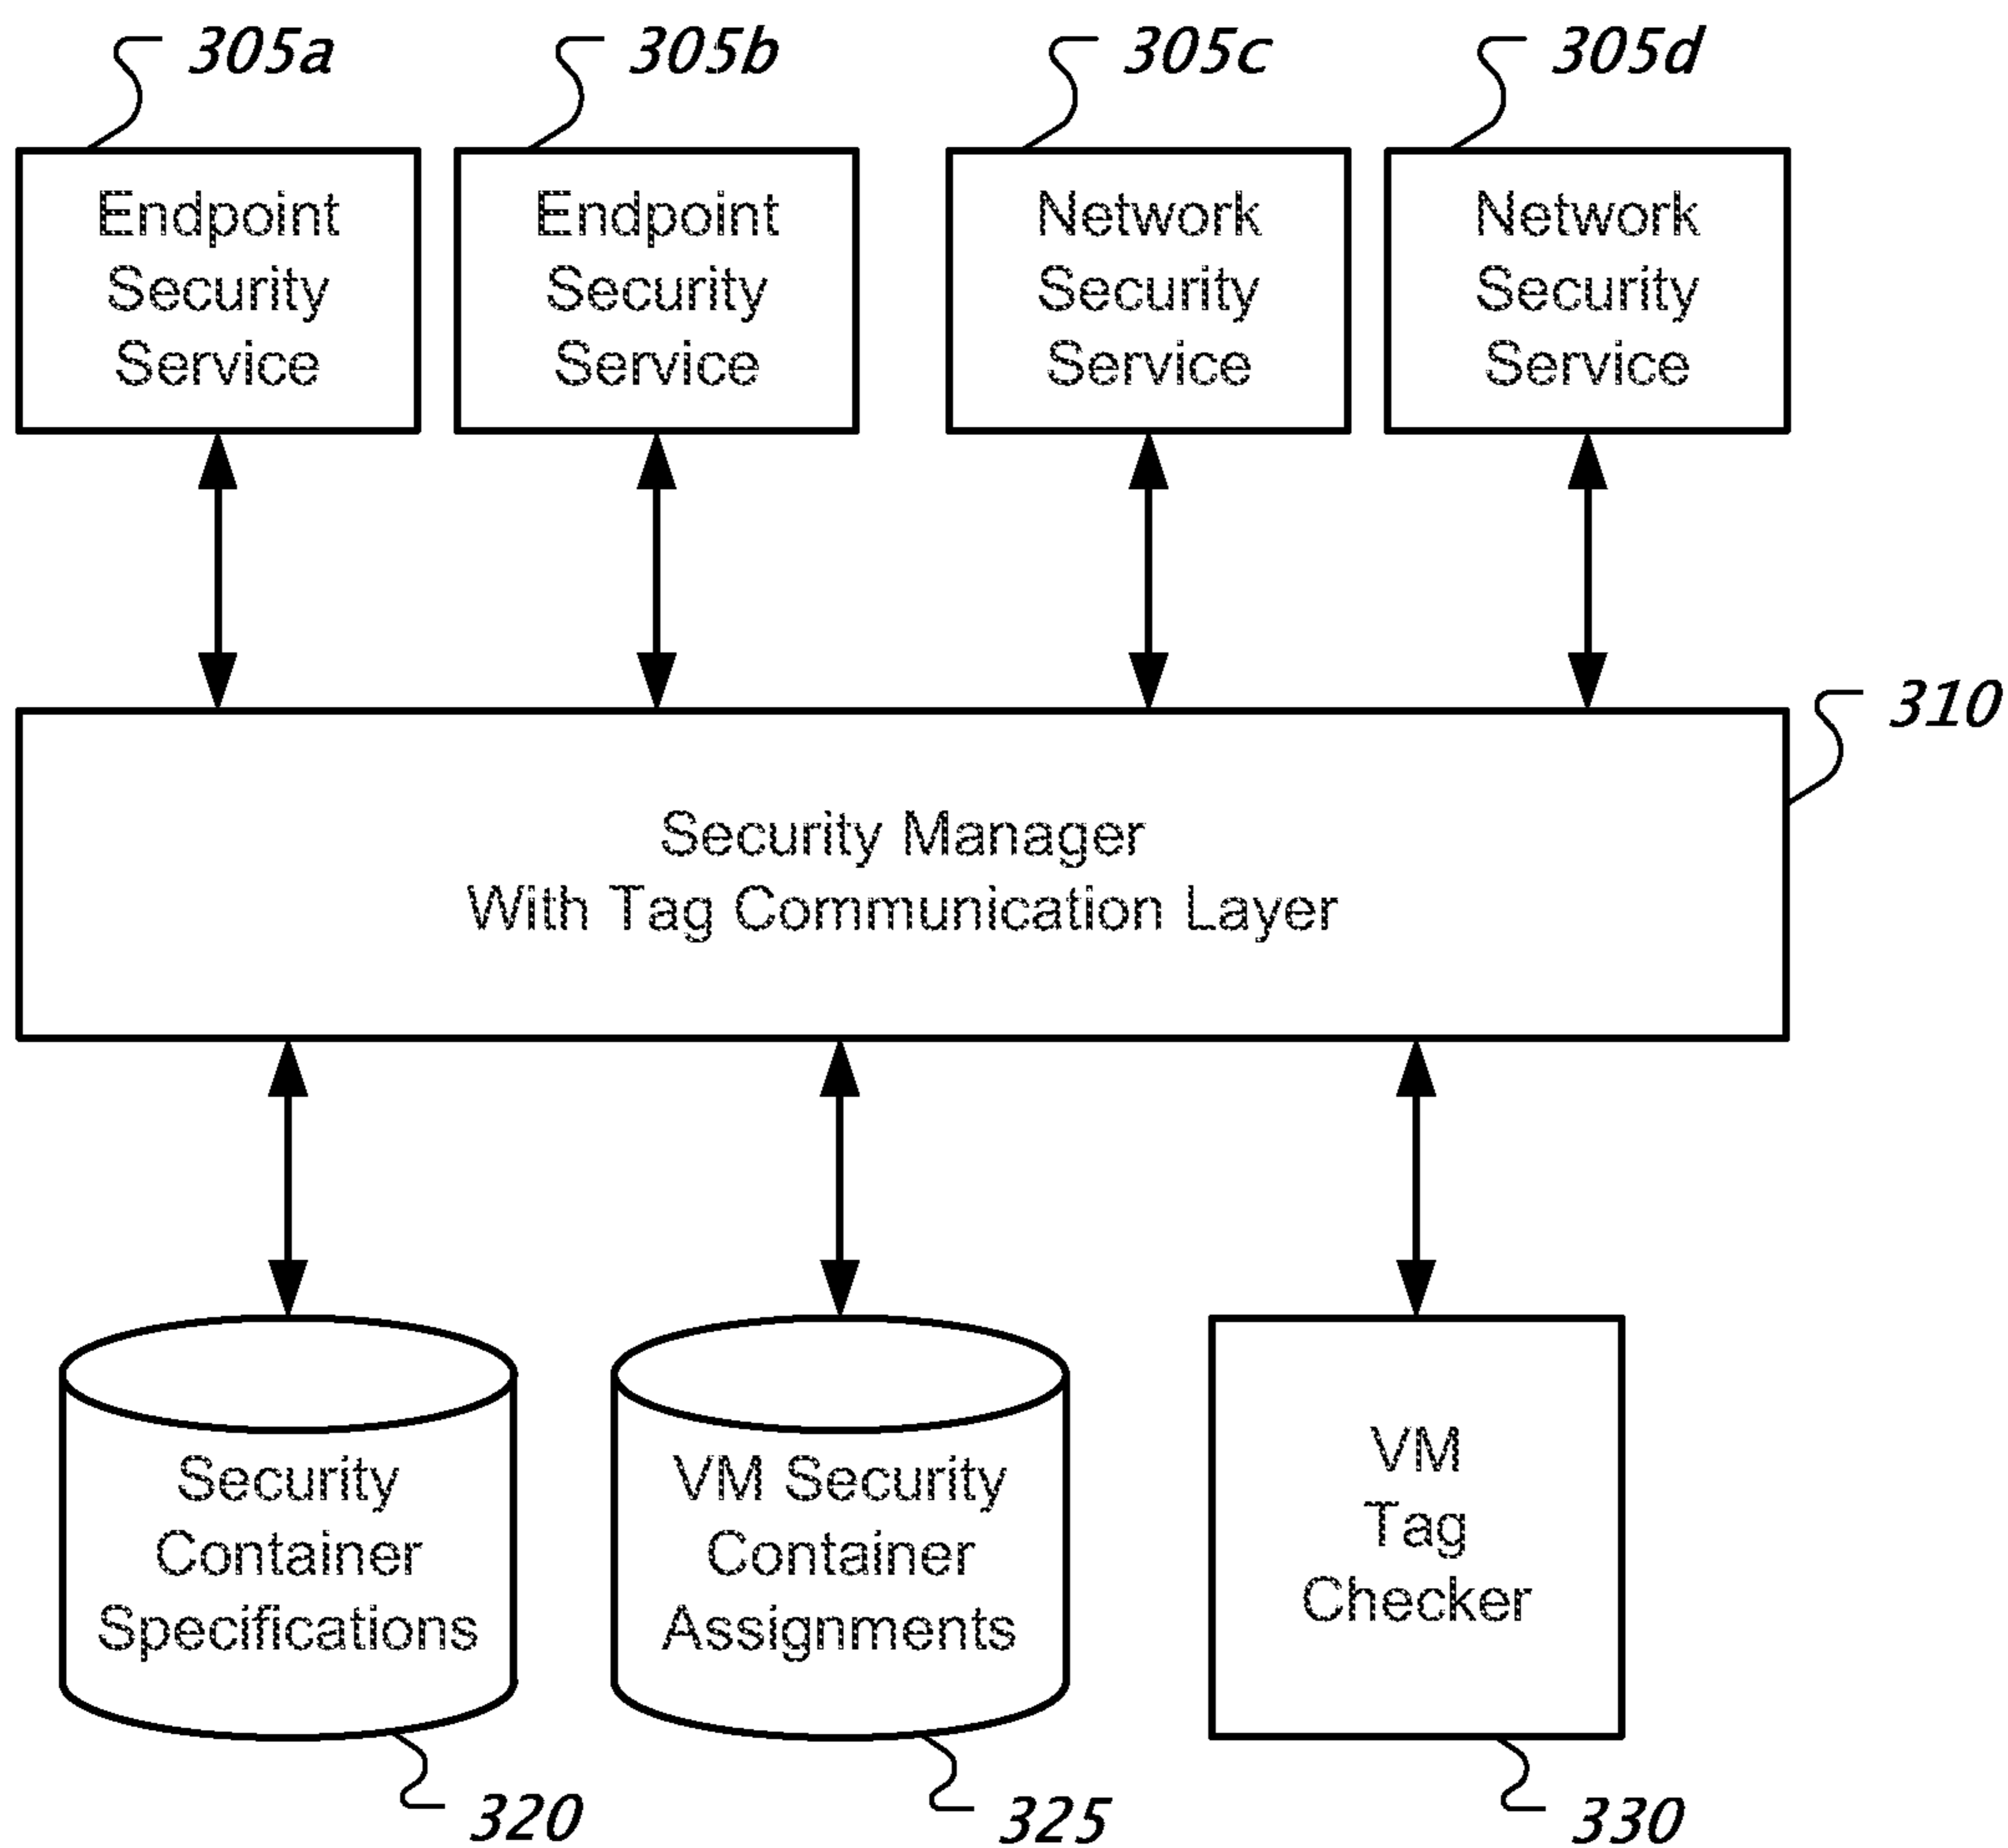 305a
305b
305c
305d
Endpoint
Security
Service
Endpoint
Security
Service
Network
Security
Service
Network
Security
Service
310
Security Manager
With Tag Communication Layer
Security
Container
Specifications
VM Security
Container
Assignments
VM
Tag
Checker
320
325
330